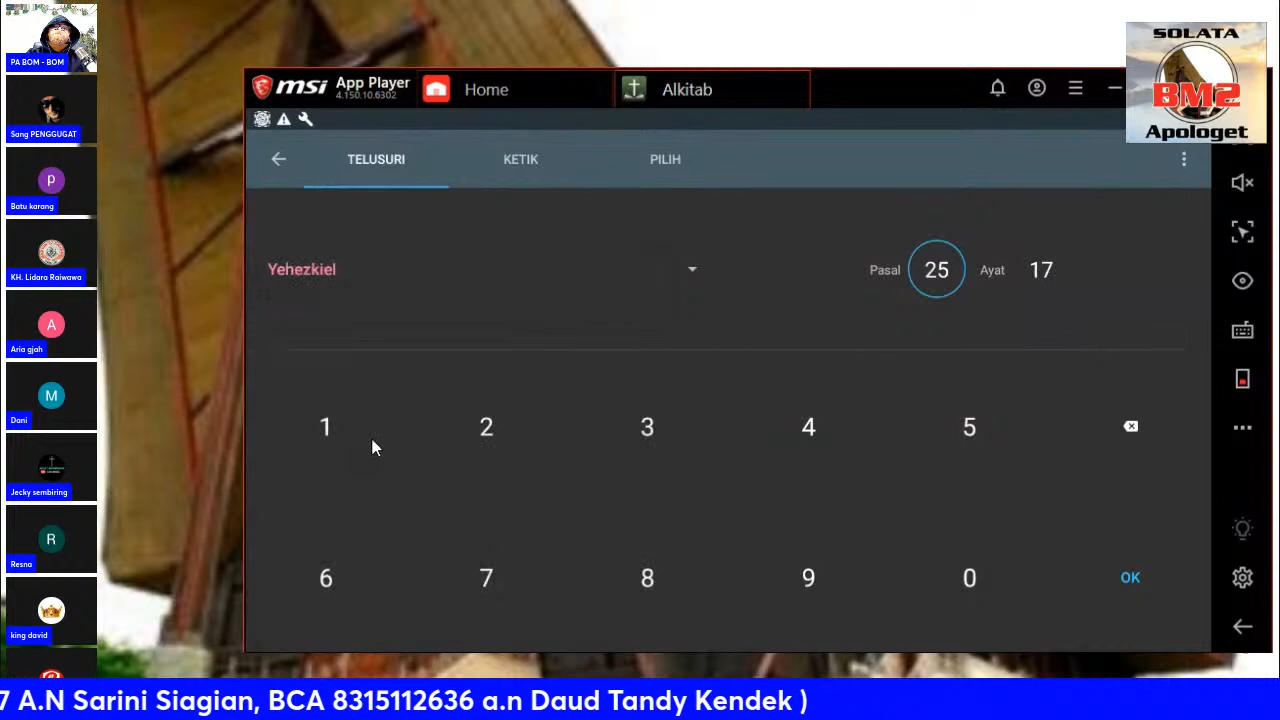 PA BOM - BOM
Sang PENGGUGAT
P
Batu karang
KH. Lidara Raiwawa
A
Aria gjah
M
Dani
Jecky sembiring
R
Resna
king david
msi App Player
4.150.10.6302
Home
Alkitab
SOLATA
BM2
Apologet
TELUSURI
KETIK
PILIH
Yehezkiel
Pasal 25 Ayat 17
1 2 3 4 5
6 7 8 9 0 OK
7 A.N Sarini Siagian, BCA 8315112636 a.n Daud Tandy Kendek )